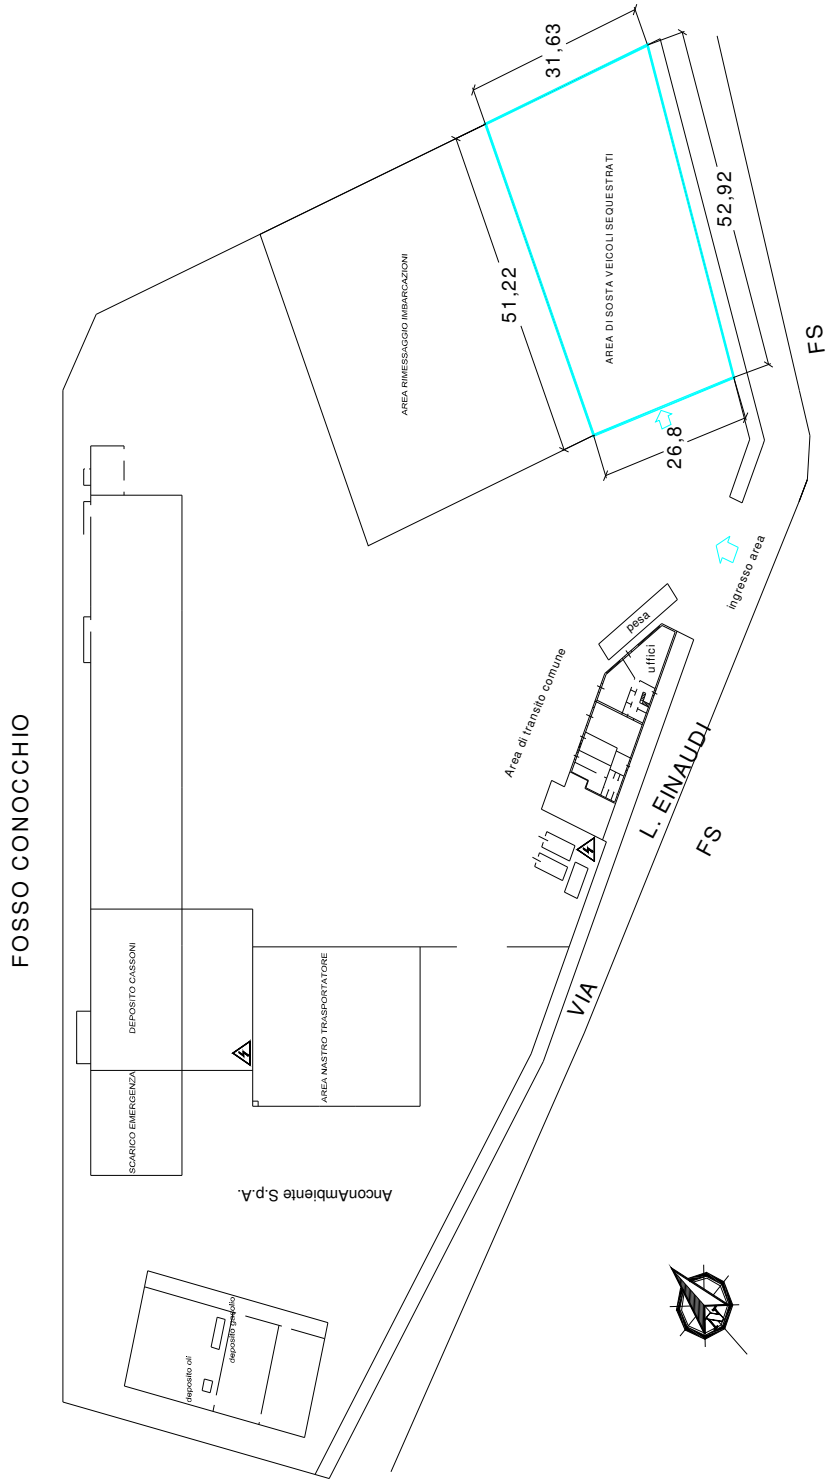 FOSSO CONOCCHIO
31,63
52,92
51,22
26,8
AREA DI SOSTA VEICOLI SEQUESTRATI
AREA RIMESSAGGIO IMBARCAZIONI
FS
ingresso area
pesa
uffici
Area di transito comune
VIA
L. EINAUDI
FS
DEPOSITO CASSONI
SCARICO EMERGENZA
AREA NASTRO TRASPORTATORE
AnconAmbiente S.p.A.
deposito oli
deposito gasolio